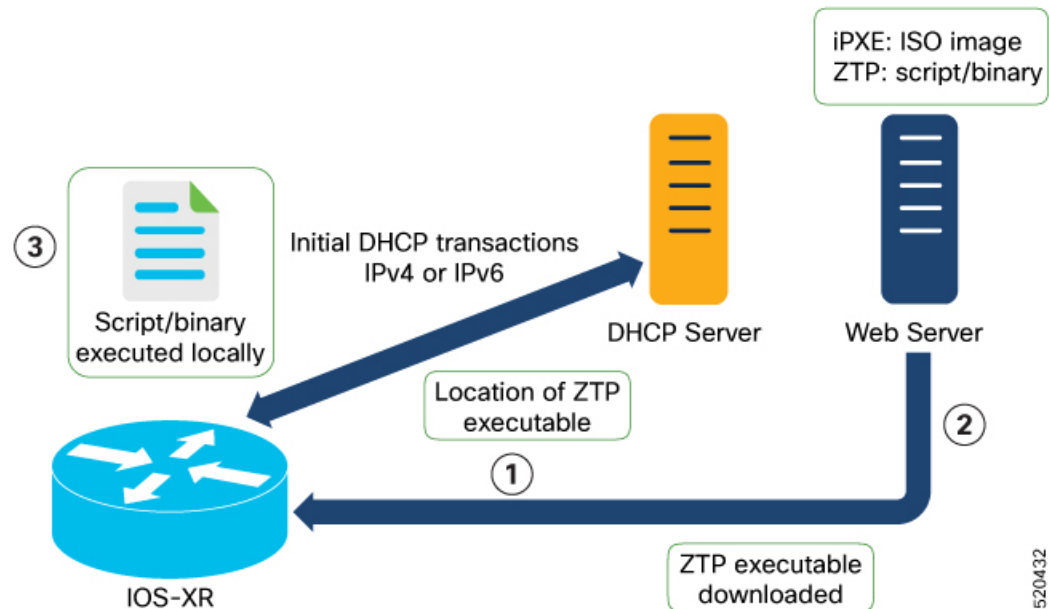 iPXE: ISO image
ZTP: script/binary
3
Initial DHCP transactions
IPv4 or IPv6
Script/binary
executed locally
DHCP Server
Web Server
Location of ZTP
executable
1
2
ZTP executable
downloaded
IOS-XR
520432